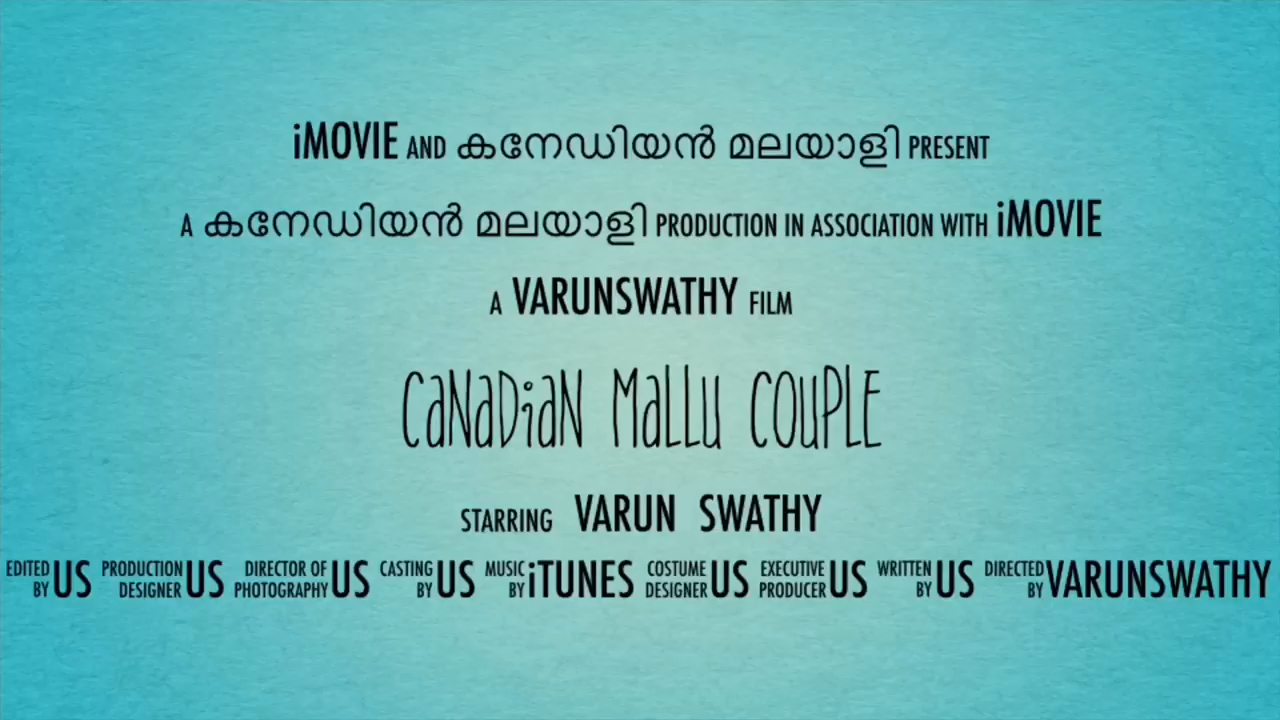 iMOVIE AND കനേഡിയൻ മലയാളി PRESENT
A കനേഡിയൻ മലയാളി PRODUCTION IN ASSOCIATION WITH iMOVIE
A VARUNSWATHY FILM
CANADIAN MALLU COUPLE
STARRING VARUN SWATHY
EDITED BY US PRODUCTION DESIGNER US DIRECTOR OF PHOTOGRAPHY US CASTING BY US MUSIC BY iTUNES COSTUME DESIGNER US EXECUTIVE PRODUCER US WRITTEN BY US DIRECTED BY VARUNSWATHY